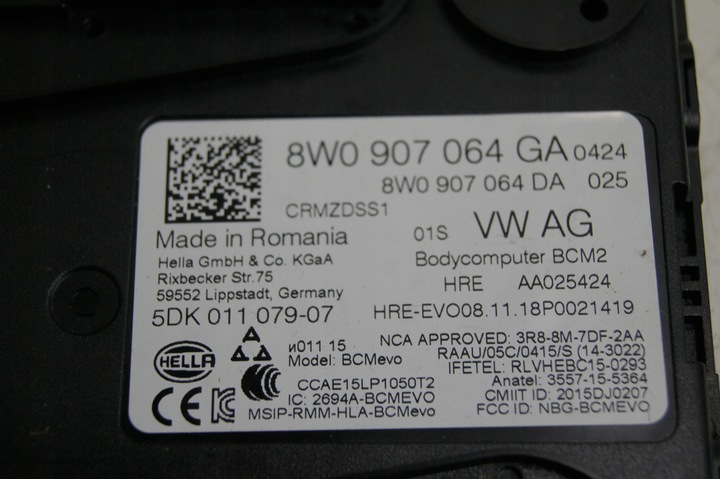 8W0 907 064 GA 0424
8W0 907 064 DA 025
CRMZDSS1
Made in Romania 01S VW AG
Hella GmbH & Co. KGaA Bodycomputer BCM2
Rixbecker Str.75 HRE AA025424
59552 Lippstadt, Germany
5DK 011 079-07 HRE-EVO08.11.18P0021419
NCA APPROVED: 3R8-8M-7DF-2AA
и011 15 RAAU/05C/0415/S (14-3022)
Model: BCMevo IFETEL: RLVHEBC15-0293
HELLA
CCAE15LP1050T2 Anatel: 3557-15-5364
IC: 2694A-BCMEVO CMIIT ID: 2015DJ0207
CE MSIP-RMM-HLA-BCMevo FCC ID: NBG-BCMEVO